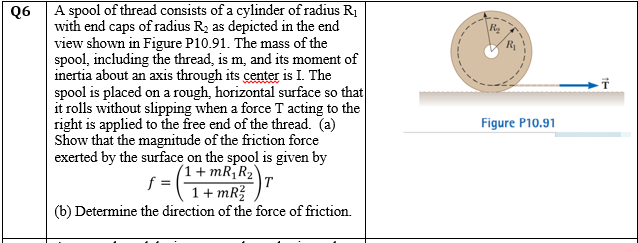 Q6
A spool of thread consists of a cylinder of radius R₁
with end caps of radius R₂ as depicted in the end
view shown in Figure P10.91. The mass of the
spool, including the thread, is m, and its moment of
inertia about an axis through its center is I. The
spool is placed on a rough, horizontal surface so that
it rolls without slipping when a force T acting to the
right is applied to the free end of the thread. (a)
Show that the magnitude of the friction force
exerted by the surface on the spool is given by
f = ((1 + mR₁R₂)/(1 + mR₂²))T
(b) Determine the direction of the force of friction.
R₂
R₁
T⃗
Figure P10.91